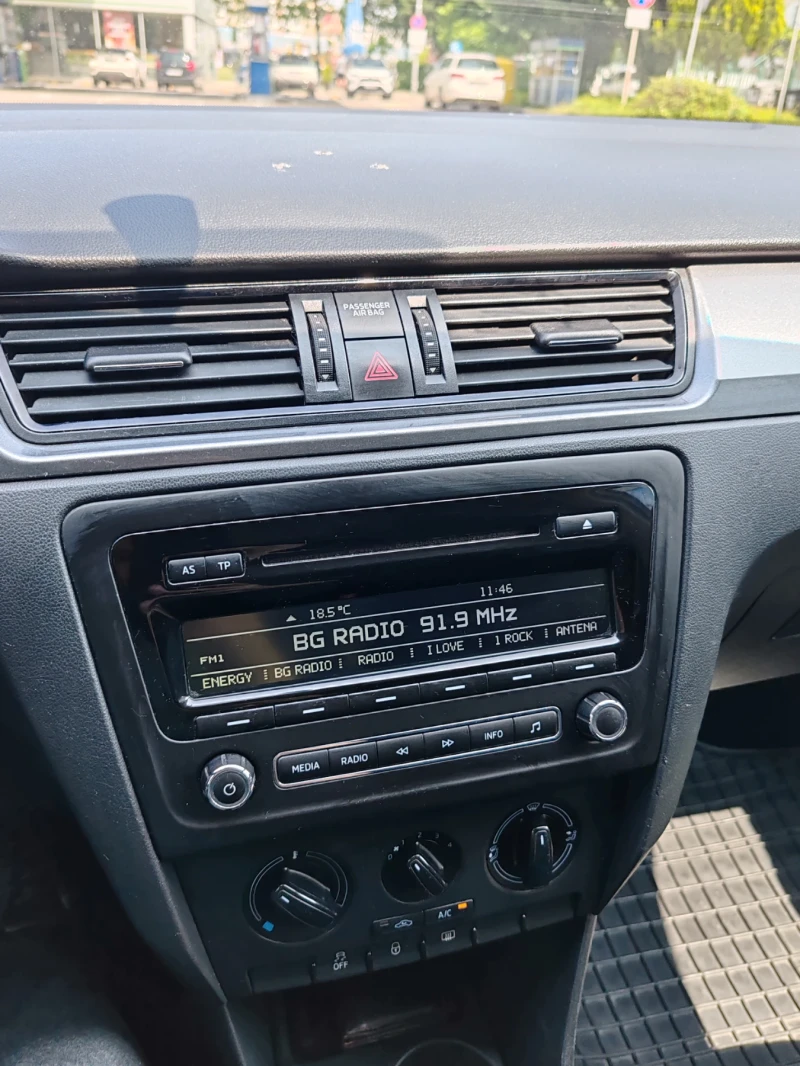 PASSENGER
AIR BAG
AS TP
11:46
18.5°C
BG RADIO 91.9 MHz
FM1
ENERGY BG RADIO RADIO I LOVE 1 ROCK ANTENA
MEDIA RADIO INFO
A/C
OFF